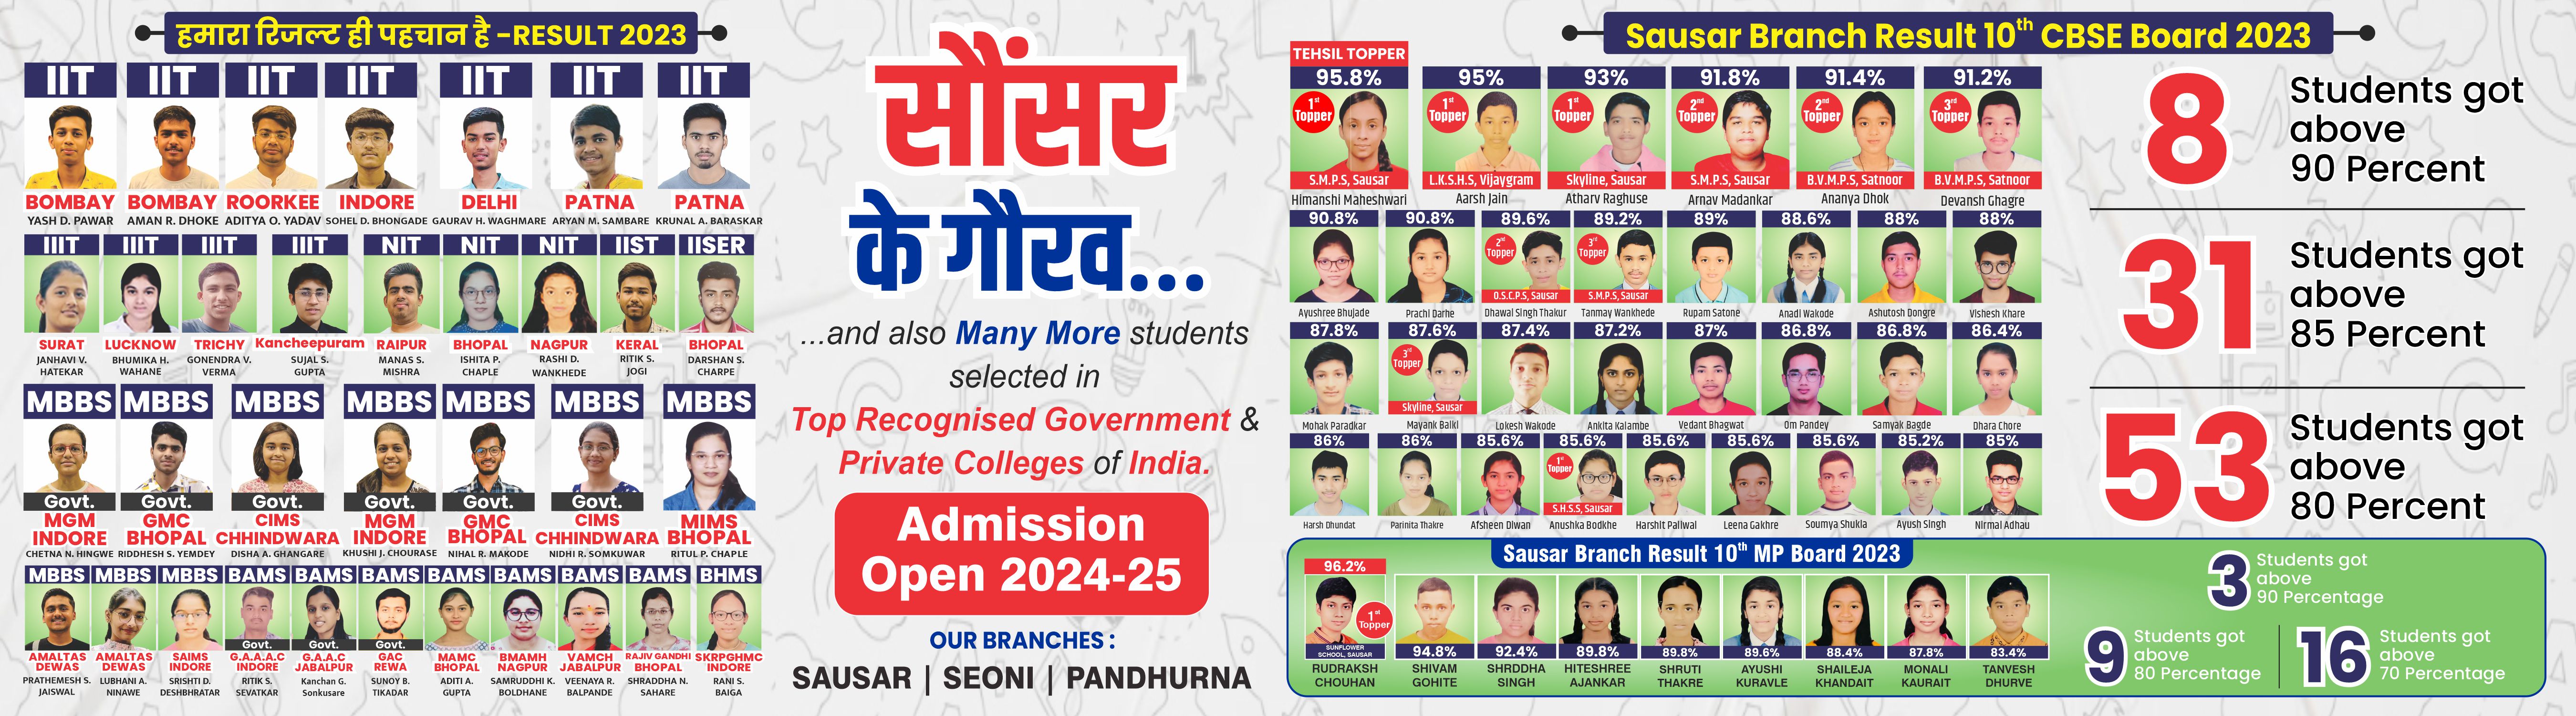 हमारा रिजल्ट ही पहचान है -RESULT 2023
IIT IIT IIT IIT IIT IIT IIT
BOMBAY BOMBAY ROORKEE INDORE DELHI PATNA PATNA
YASH D. PAWAR AMAN R. DHOKE ADITYA O. YADAV SOHEL D. BHONGADE GAURAV H. WAGHMARE ARYAN M. SAMBARE KRUNAL A. BARASKAR
IIIT IIIT IIIT IIIT NIT NIT NIT IIST IISER
SURAT LUCKNOW TRICHY Kancheepuram RAIPUR BHOPAL NAGPUR KERAL BHOPAL
JANHAVI V. BHUMIKA H. GONENDRA V. SUJAL S. MANAS S. ISHITA P. RASHI D. RITIK S. DARSHAN S.
HATEKAR WAHANE VERMA GUPTA MISHRA CHAPLE WANKHEDE JOGI CHARPE
MBBS MBBS MBBS MBBS MBBS MBBS MBBS
Govt. Govt. Govt. Govt. Govt. Govt.
MGM GMC CIMS MGM GMC CIMS MIMS
INDORE BHOPAL CHHINDWARA INDORE BHOPAL CHHINDWARA BHOPAL
CHETNA N. HINGWE RIDDHESH S. YEMDEY DISHA A. GHANGARE KHUSHI J. CHOURASE NIHAL R. MAKODE NIDHI R. SOMKUWAR RITUL P. CHAPLE
MBBS MBBS MBBS BAMS BAMS BAMS BAMS BAMS BAMS BAMS BHMS
Govt. Govt. Govt.
AMALTAS AMALTAS SAIMS G.A.A.A.C G.A.A.C GAC MAMC BMAMH VAMCH RAJIV GANDHI SKRPGHMC
DEWAS DEWAS INDORE INDORE JABALPUR REWA BHOPAL NAGPUR JABALPUR BHOPAL INDORE
PRATHEMESH S. LUBHANI A. SRISHTI D. RITIK S. Kanchan G. SUNOY B. ADITI A. SAMRUDDHI K. VEENAYA R. SHRADDHA N. RANI S.
JAISWAL NINAWE DESHBHRATAR SEVATKAR Sonkusare TIKADAR GUPTA BOLDHANE BALPANDE SAHARE BAIGA
सौंसर
के गौरव...
...and also Many More students
selected in
Top Recognised Government &
Private Colleges of India.
Admission
Open 2024-25
OUR BRANCHES :
SAUSAR | SEONI | PANDHURNA
Sausar Branch Result 10th CBSE Board 2023
TEHSIL TOPPER
95.8% 95% 93% 91.8% 91.4% 91.2%
1st Topper 1st Topper 1st Topper 2nd Topper 2nd Topper 3rd Topper
S.M.P.S, Sausar L.K.S.H.S, Vijaygram Skyline, Sausar S.M.P.S, Sausar B.V.M.P.S, Satnoor B.V.M.P.S, Satnoor
Himanshi Maheshwari Aarsh Jain Atharv Raghuse Arnav Madankar Ananya Dhok Devansh Ghagre
90.8% 90.8% 89.6% 89.2% 89% 88.6% 88% 88%
2nd Topper 3rd Topper
O.S.C.P.S, Sausar S.M.P.S, Sausar
Ayushree Bhujade Prachi Darhe Dhawal Singh Thakur Tanmay Wankhede Rupam Satone Anadi Wakode Ashutosh Dongre Vishesh Khare
87.8% 87.6% 87.4% 87.2% 87% 86.8% 86.8% 86.4%
3rd Topper
Skyline, Sausar
Mohak Paradkar Mayank Balki Lokesh Wakode Ankita Kalambe Vedant Bhagwat Om Pandey Samyak Bagde Dhara Chore
86% 86% 85.6% 85.6% 85.6% 85.6% 85.6% 85.2% 85%
1st Topper
S.H.S.S, Sausar
Harsh Dhundat Parinita Thakre Afsheen Diwan Anushka Bodkhe Harshit Paliwal Leena Gakhre Soumya Shukla Ayush Singh Nirmal Adhau
8 Students got
above
90 Percent
31 Students got
above
85 Percent
53 Students got
above
80 Percent
Sausar Branch Result 10th MP Board 2023
96.2%
1st Topper
SUNFLOWER
SCHOOL, SAUSAR
94.8% 92.4% 89.8% 89.8% 89.6% 88.4% 87.8% 83.4%
RUDRAKSH SHIVAM SHRDDHA HITESHREE SHRUTI AYUSHI SHAILEJA MONALI TANVESH
CHOUHAN GOHITE SINGH AJANKAR THAKRE KURAVLE KHANDAIT KAURAIT DHURVE
3 Students got
above
90 Percentage
9 Students got
above
80 Percentage
16 Students got
above
70 Percentage